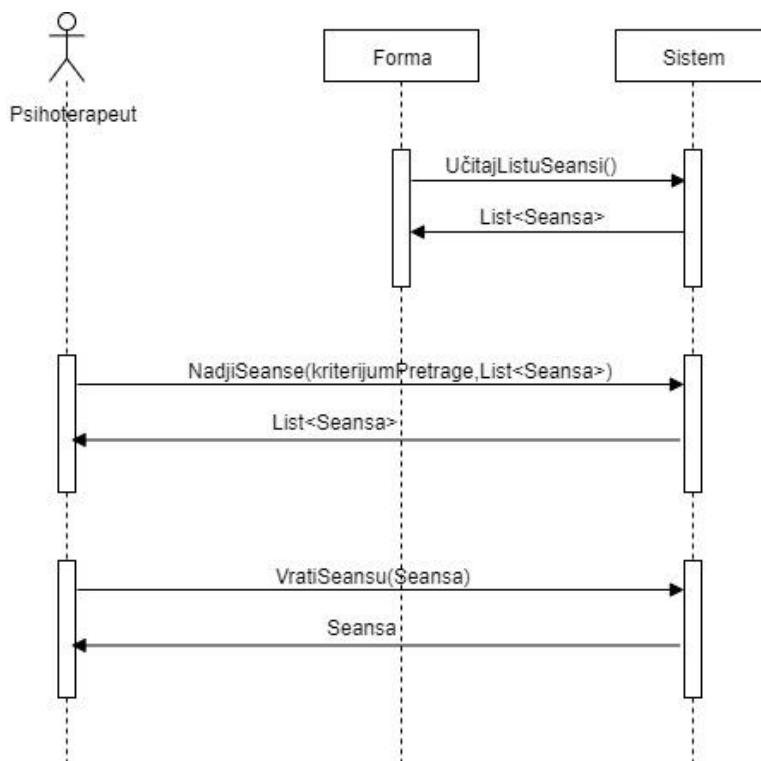 Forma
Sistem
Psihoterapeut
UčitajListuSeansi()
List<Seansa>
NadjiSeanse(kriterijumPretrage,List<Seansa>)
List<Seansa>
VratiSeansu(Seansa)
Seansa